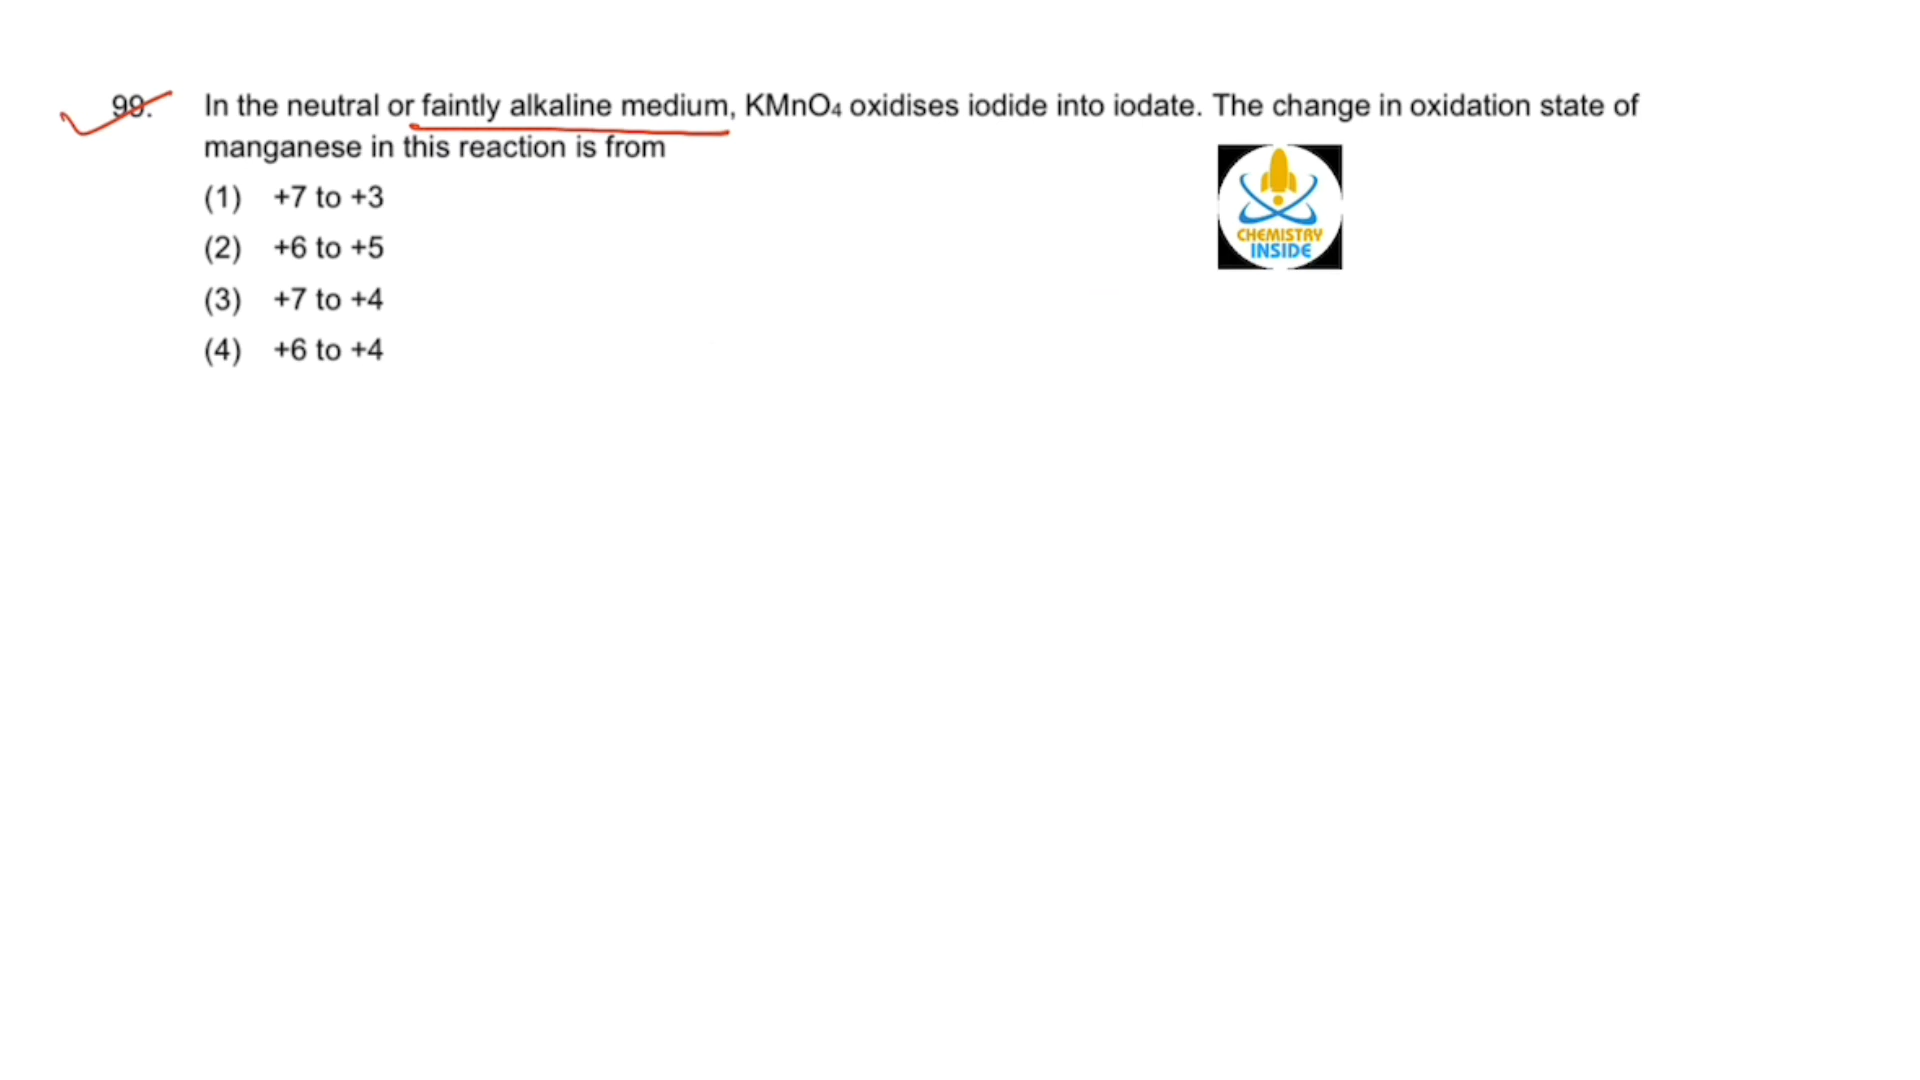 99. In the neutral or faintly alkaline medium, KMnO₄ oxidises iodide into iodate. The change in oxidation state of
manganese in this reaction is from
(1) +7 to +3
(2) +6 to +5
(3) +7 to +4
(4) +6 to +4
CHEMISTRY
INSIDE